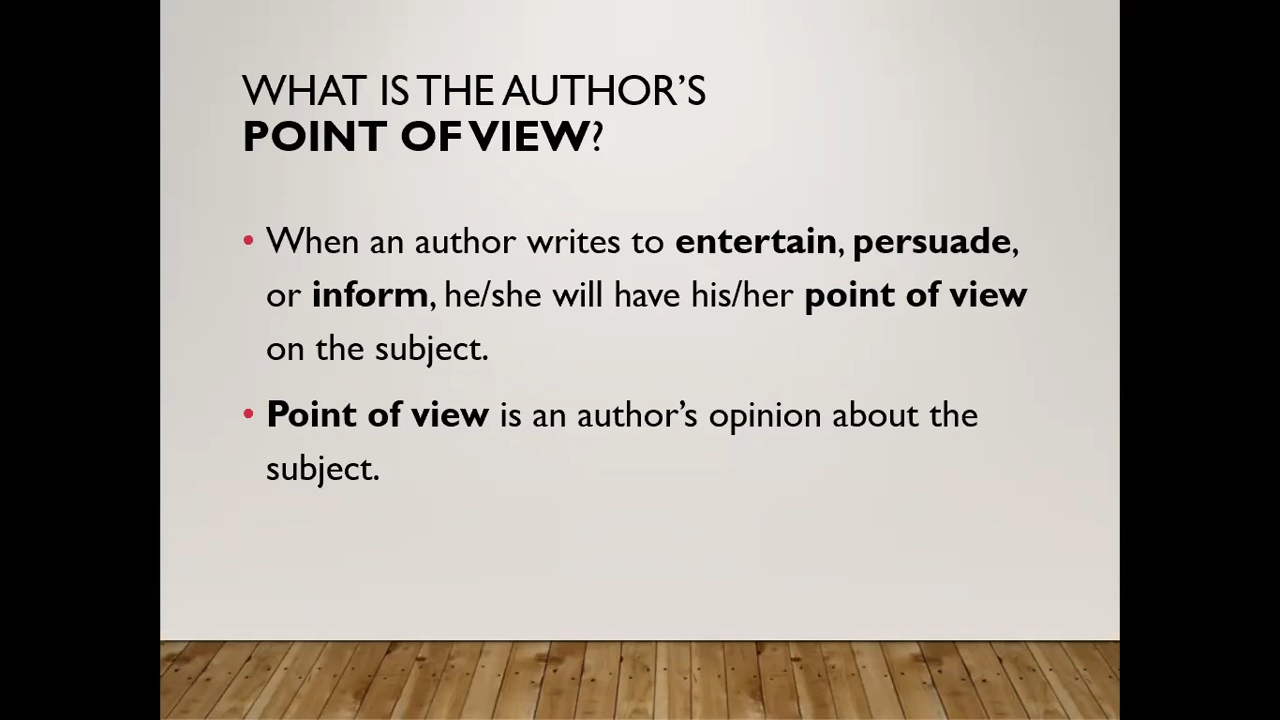 WHAT IS THE AUTHOR’S
POINT OF VIEW?
• When an author writes to entertain, persuade,
or inform, he/she will have his/her point of view
on the subject.
• Point of view is an author’s opinion about the
subject.